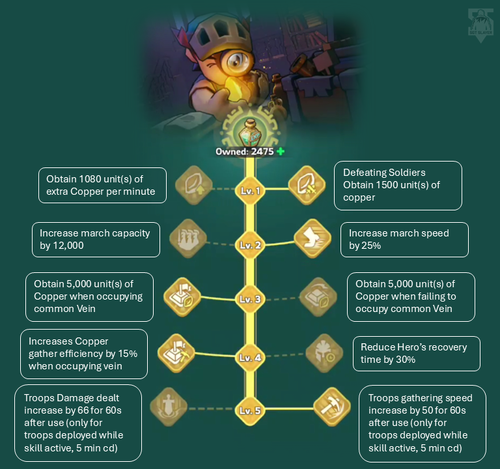 Owned: 2475 +
Obtain 1080 unit(s) of
extra Copper per minute
Lv. 1
Defeating Soldiers
Obtain 1500 unit(s) of
copper
Increase march capacity
by 12,000
Lv. 2
Increase march speed
by 25%
Obtain 5,000 unit(s) of
Copper when occupying
common Vein
Lv. 3
Obtain 5,000 unit(s) of
Copper when failing to
occupy common Vein
Increases Copper
gather efficiency by 15%
when occupying vein
Lv. 4
Reduce Hero's recovery
time by 30%
Troops Damage dealt
increase by 66 for 60s
after use (only for
troops deployed while
skill active, 5 min cd)
Lv. 5
Troops gathering speed
increase by 50 for 60s
after use (only for
troops deployed while
skill active, 5 min cd)